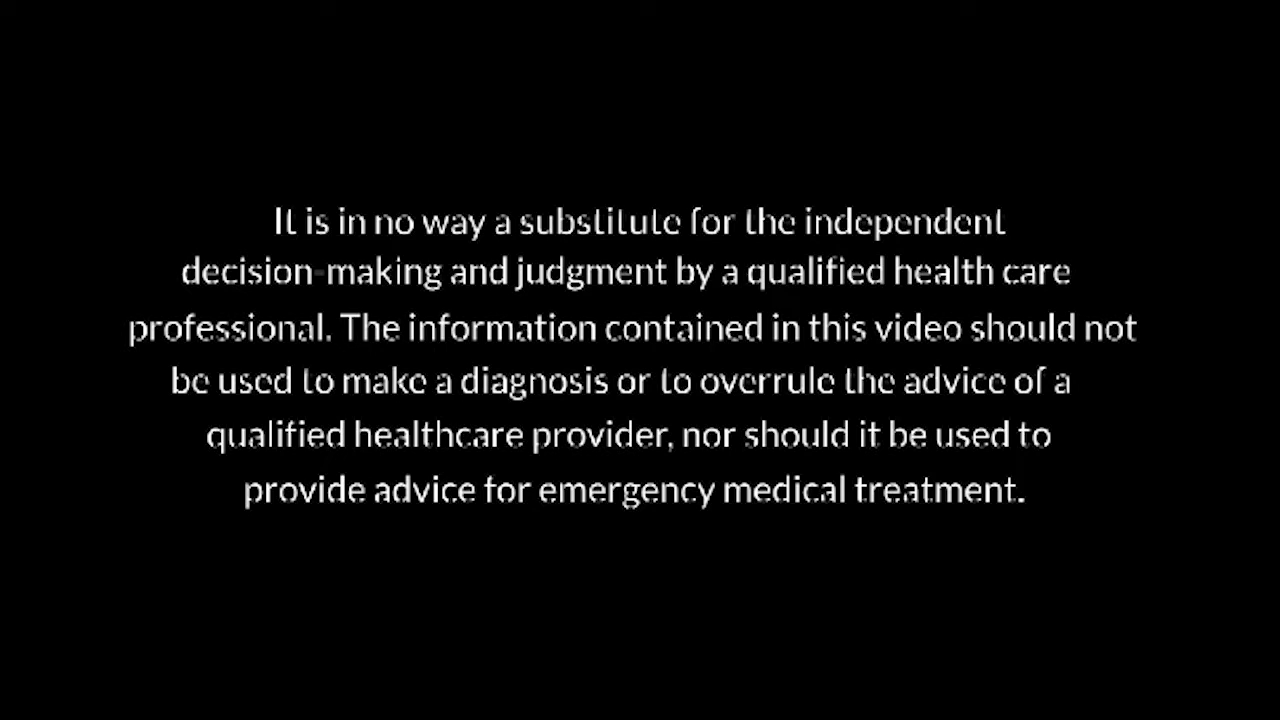 It is in no way a substitute for the independent
decision-making and judgment by a qualified health care
professional. The information contained in this video should not
be used to make a diagnosis or to overrule the advice of a
qualified healthcare provider, nor should it be used to
provide advice for emergency medical treatment.